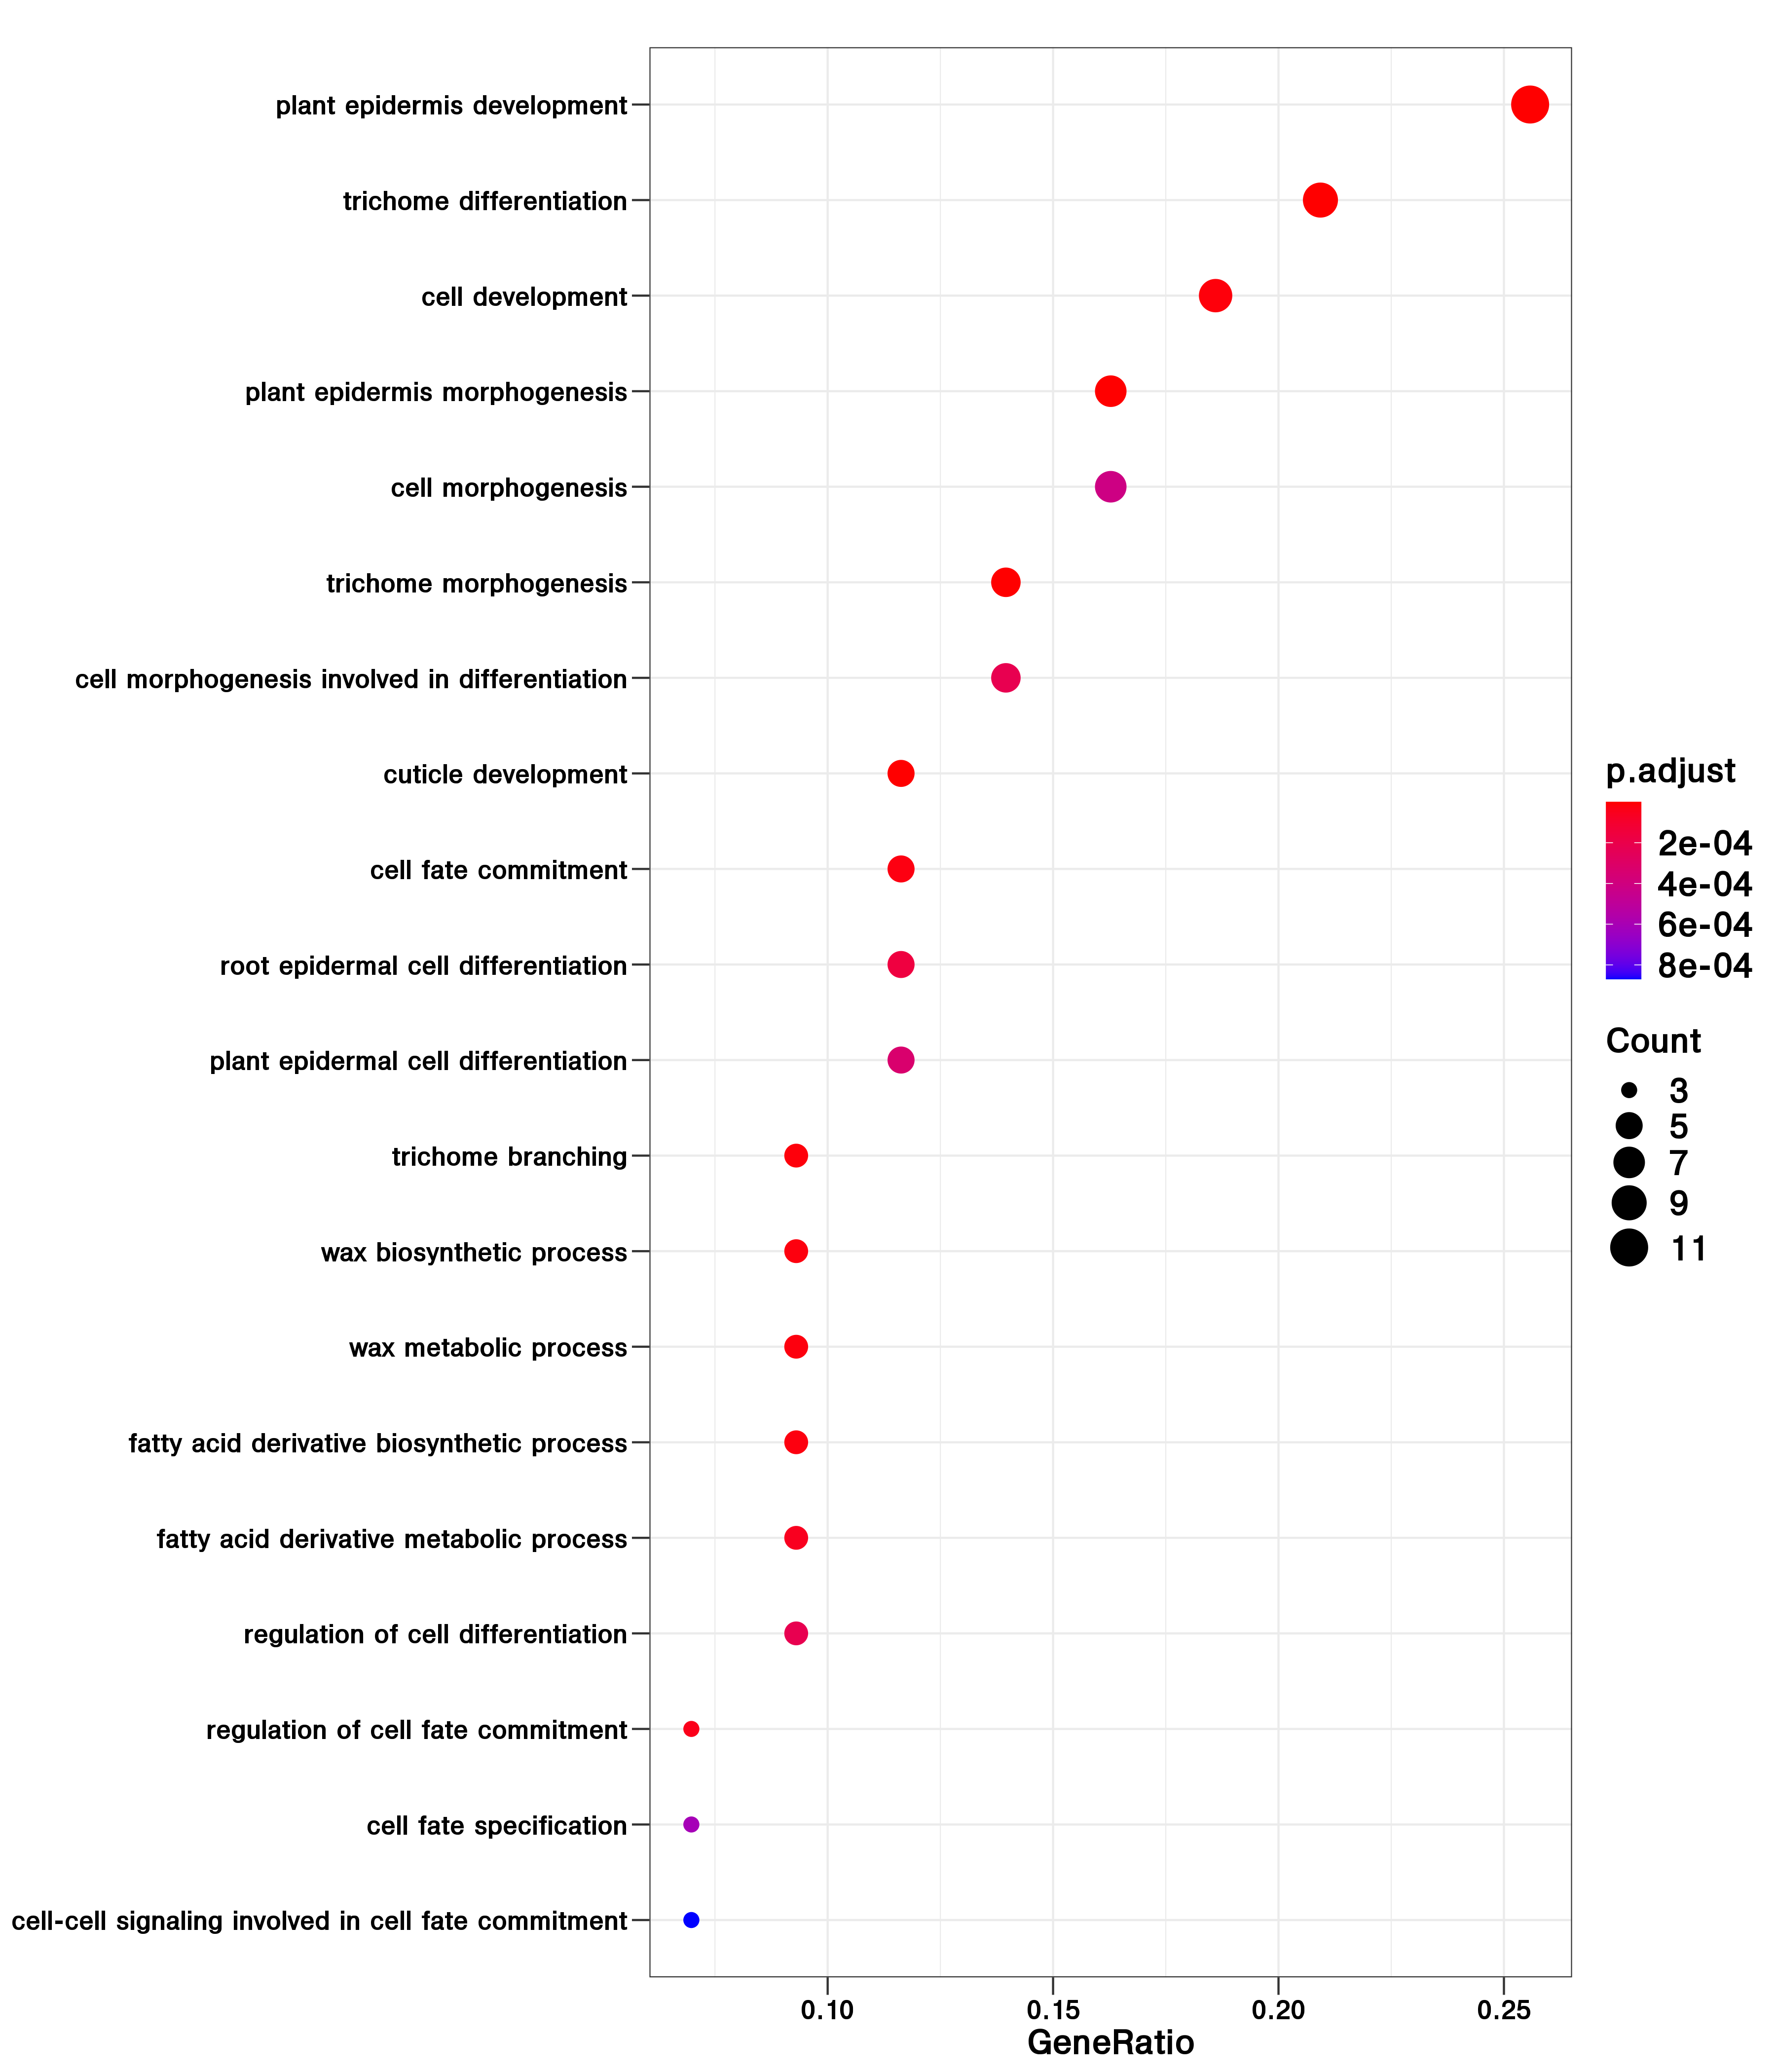 plant epidermis development
trichome differentiation
cell development
plant epidermis morphogenesis
cell morphogenesis
trichome morphogenesis
cell morphogenesis involved in differentiation
cuticle development
cell fate commitment
root epidermal cell differentiation
plant epidermal cell differentiation
trichome branching
wax biosynthetic process
wax metabolic process
fatty acid derivative biosynthetic process
fatty acid derivative metabolic process
regulation of cell differentiation
regulation of cell fate commitment
cell fate specification
cell-cell signaling involved in cell fate commitment
0.10 0.15 0.20 0.25
GeneRatio
p.adjust
2e-04
4e-04
6e-04
8e-04
Count
3
5
7
9
11